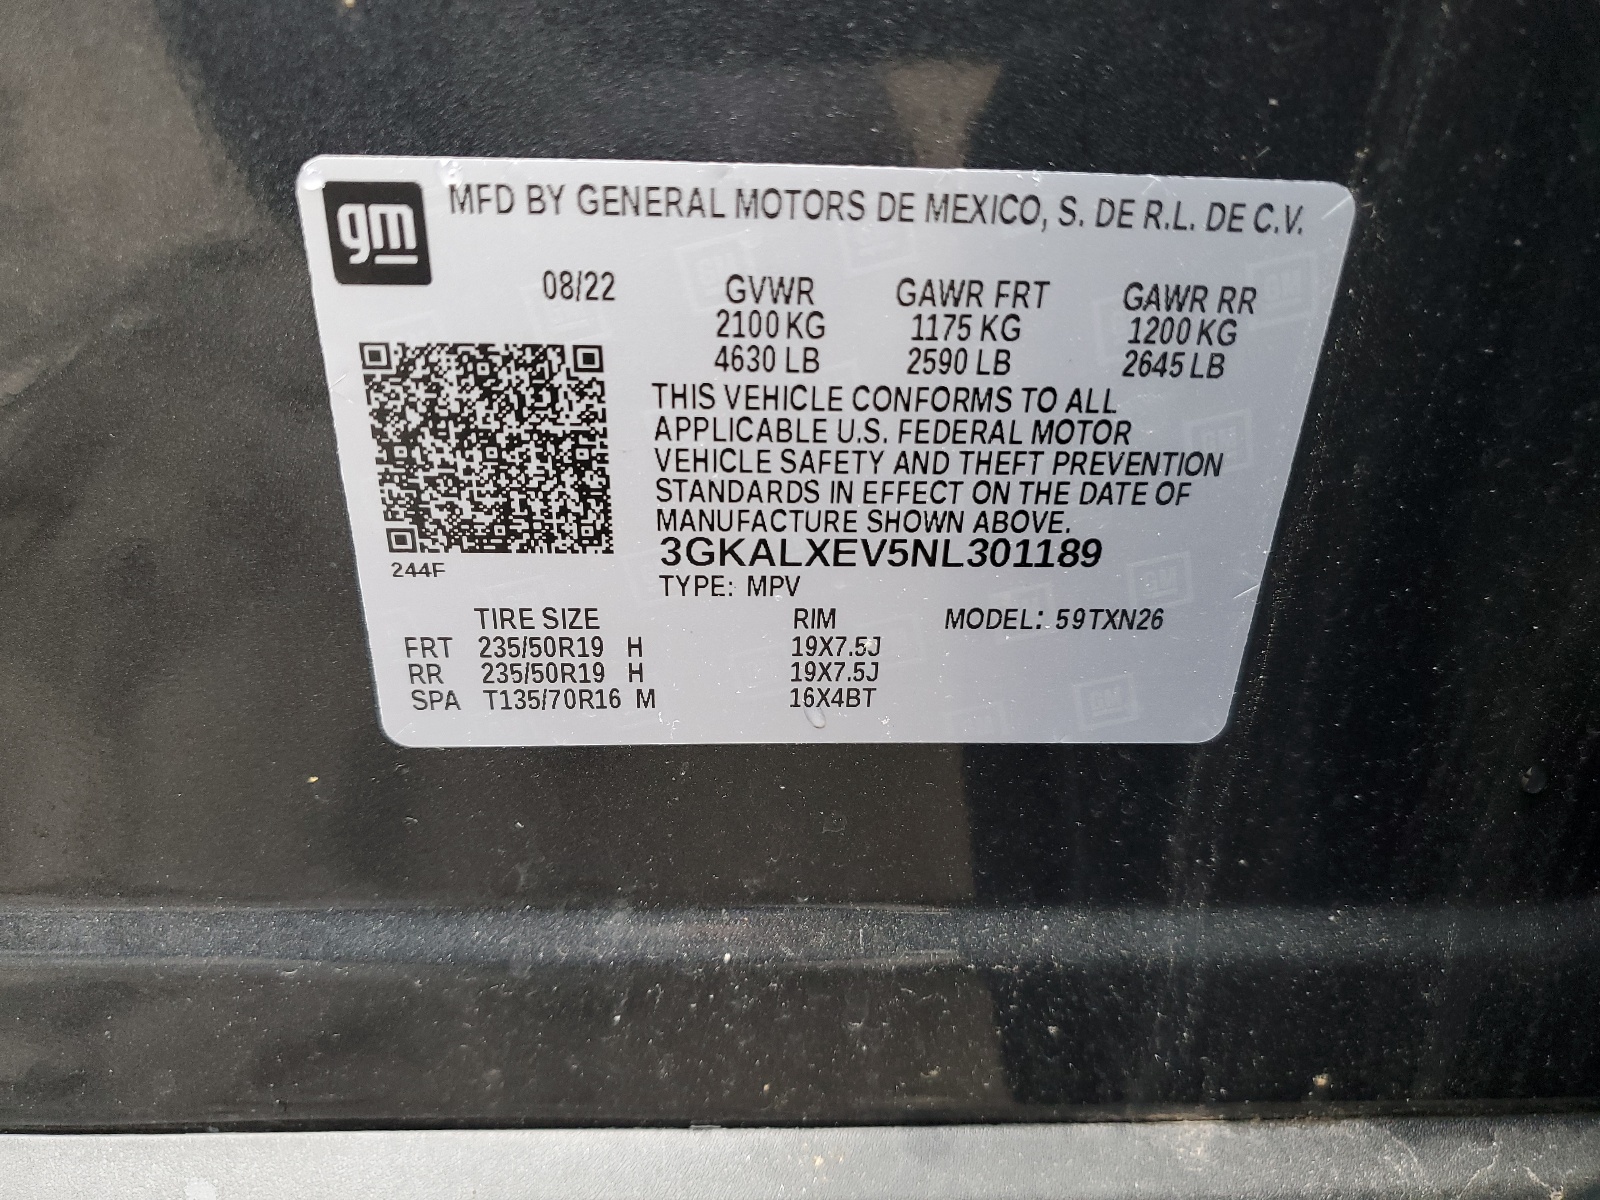 gm MFD BY GENERAL MOTORS DE MEXICO, S. DE R.L. DE C.V.
08/22 GVWR GAWR FRT GAWR RR
2100 KG 1175 KG 1200 KG
4630 LB 2590 LB 2645 LB
THIS VEHICLE CONFORMS TO ALL
APPLICABLE U.S. FEDERAL MOTOR
VEHICLE SAFETY AND THEFT PREVENTION
STANDARDS IN EFFECT ON THE DATE OF
MANUFACTURE SHOWN ABOVE.
3GKALXEV5NL301189
244F
TYPE: MPV
TIRE SIZE RIM MODEL: 59TXN26
FRT 235/50R19 H 19X7.5J
RR 235/50R19 H 19X7.5J
SPA T135/70R16 M 16X4BT